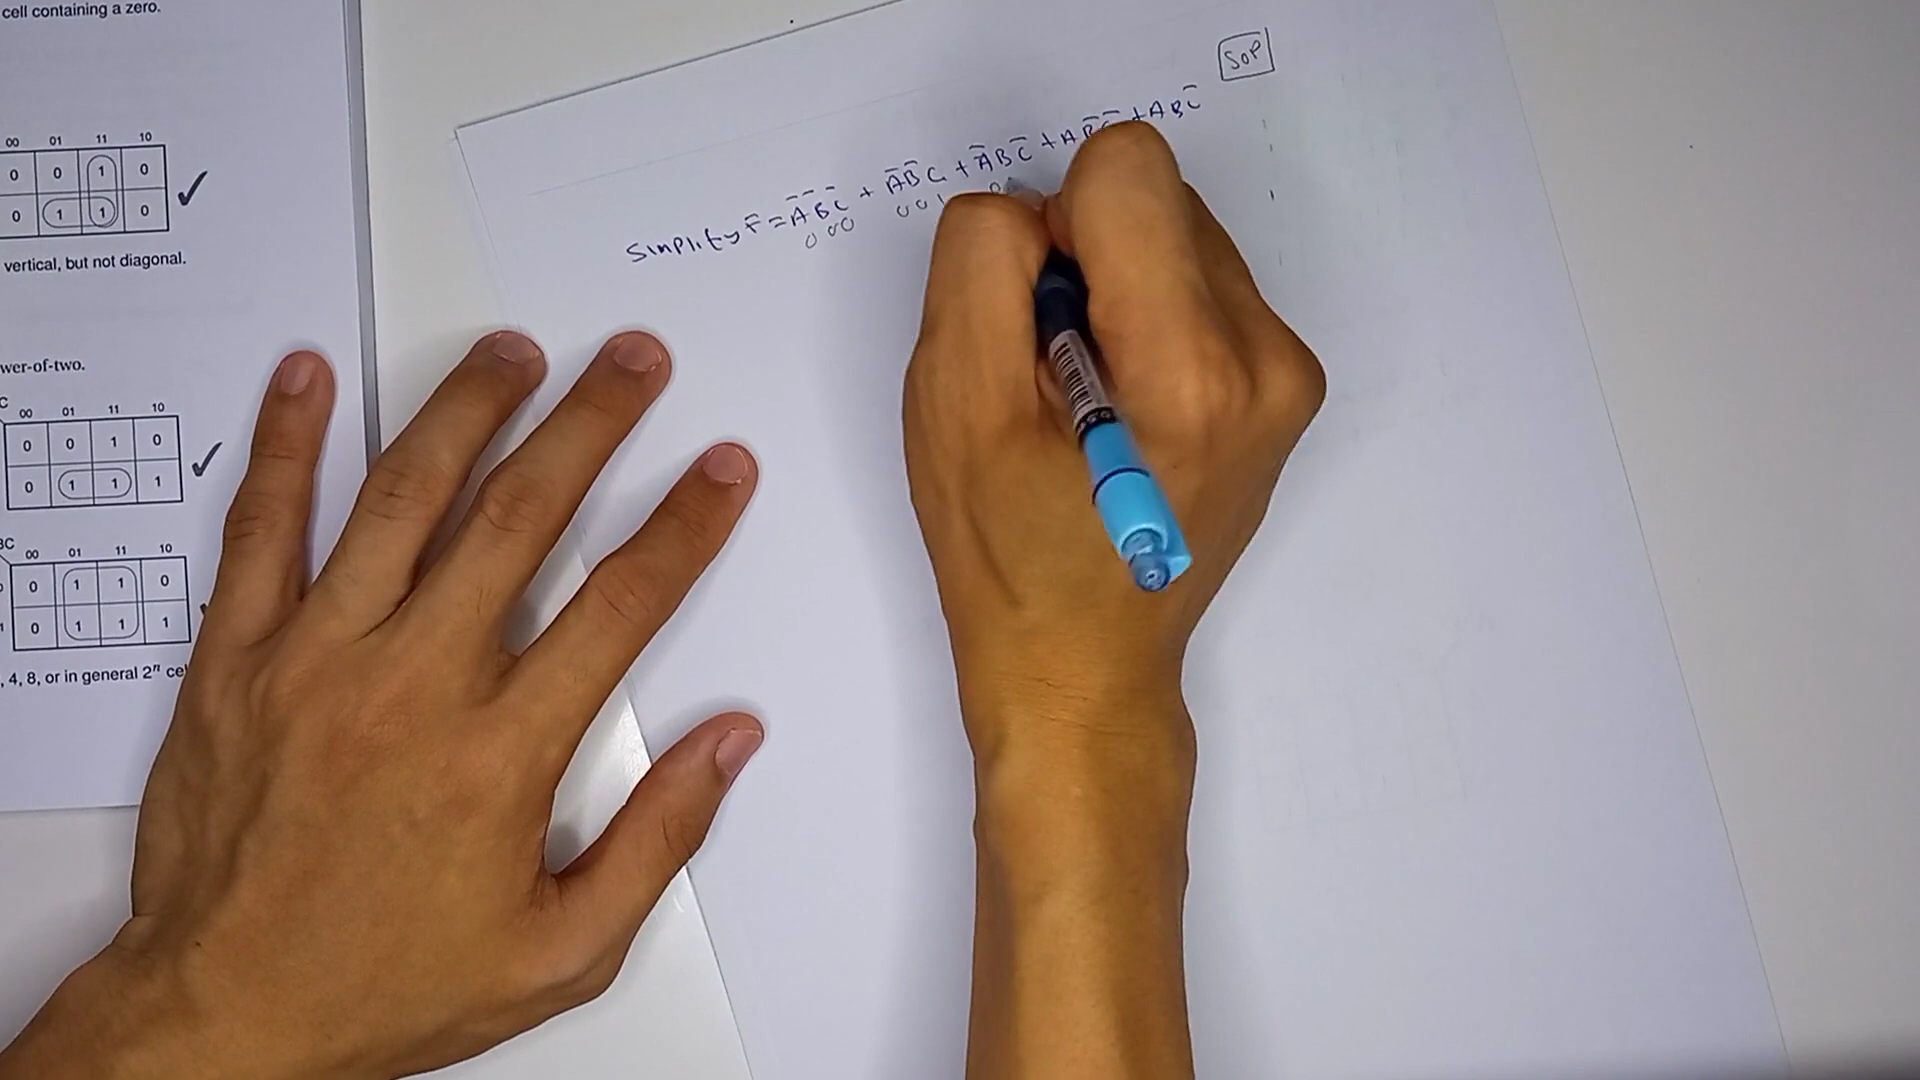 cell containing a zero.
00 01 11 10
0 0 1 0
0 1 1 0
✓
vertical, but not diagonal.
wer-of-two.
C 00 01 11 10
0 0 1 0
0 1 1 1
✓
BC 00 01 11 10
0 1 1 0
1 0 1 1 1
, 4, 8, or in general 2ⁿ
SOP
Simplify F = A̅ B̅ C̅ + A̅ B̅ C + A̅ B C̅ + A B̅ C̅ + A B C̅
000 001